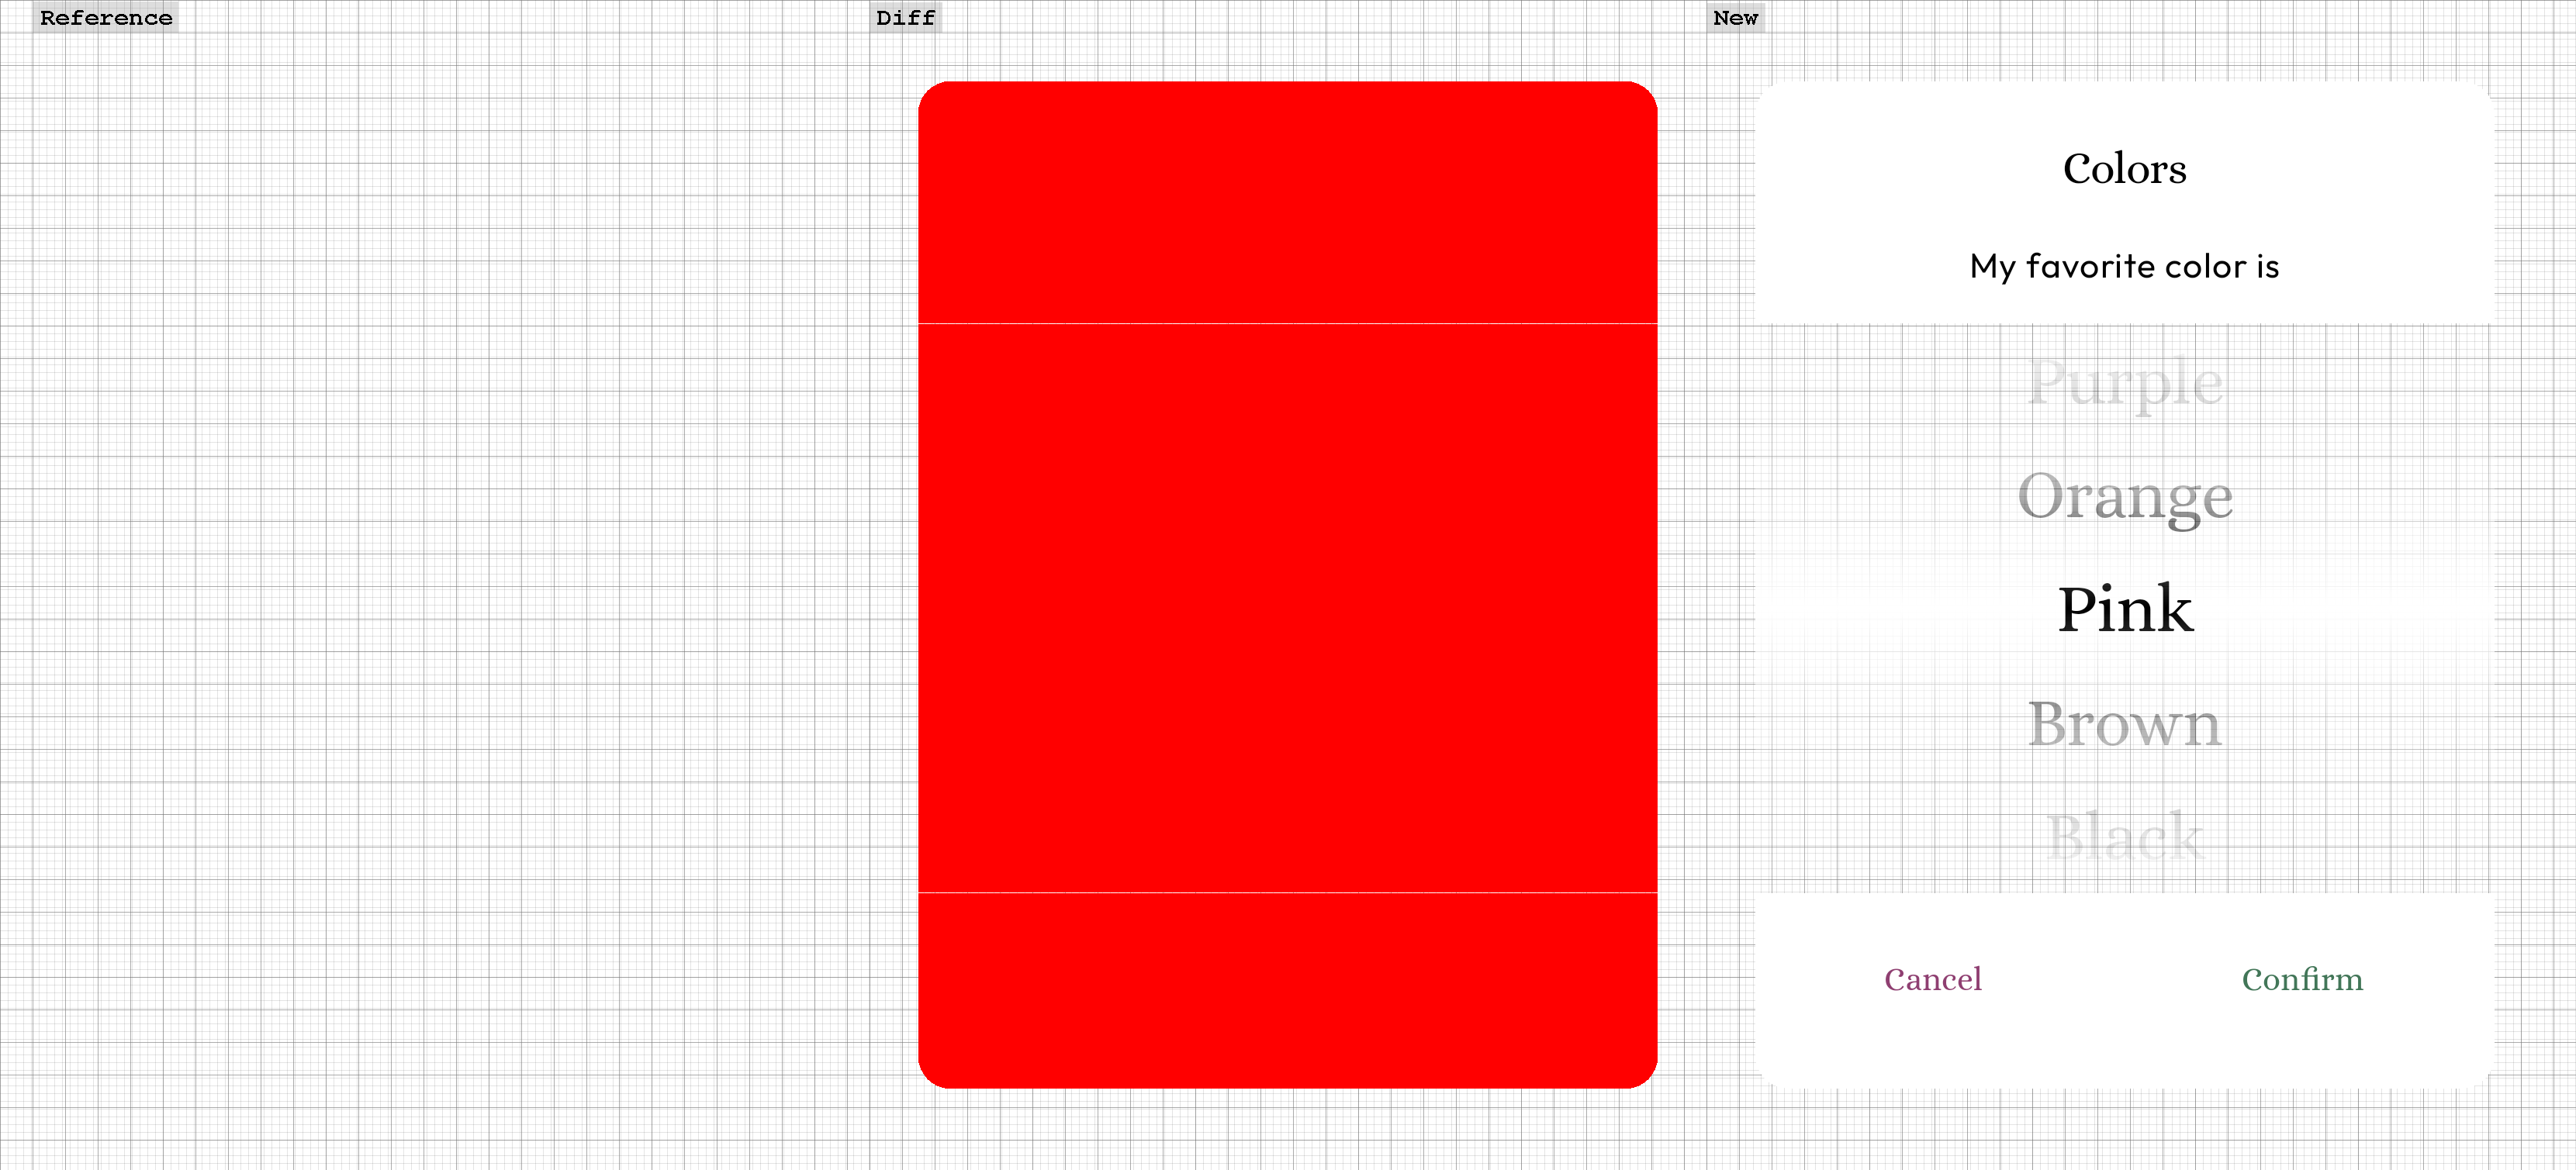 Reference
Diff
New
Colors
My favorite color is
Purple
Orange
Pink
Brown
Black
Cancel Confirm